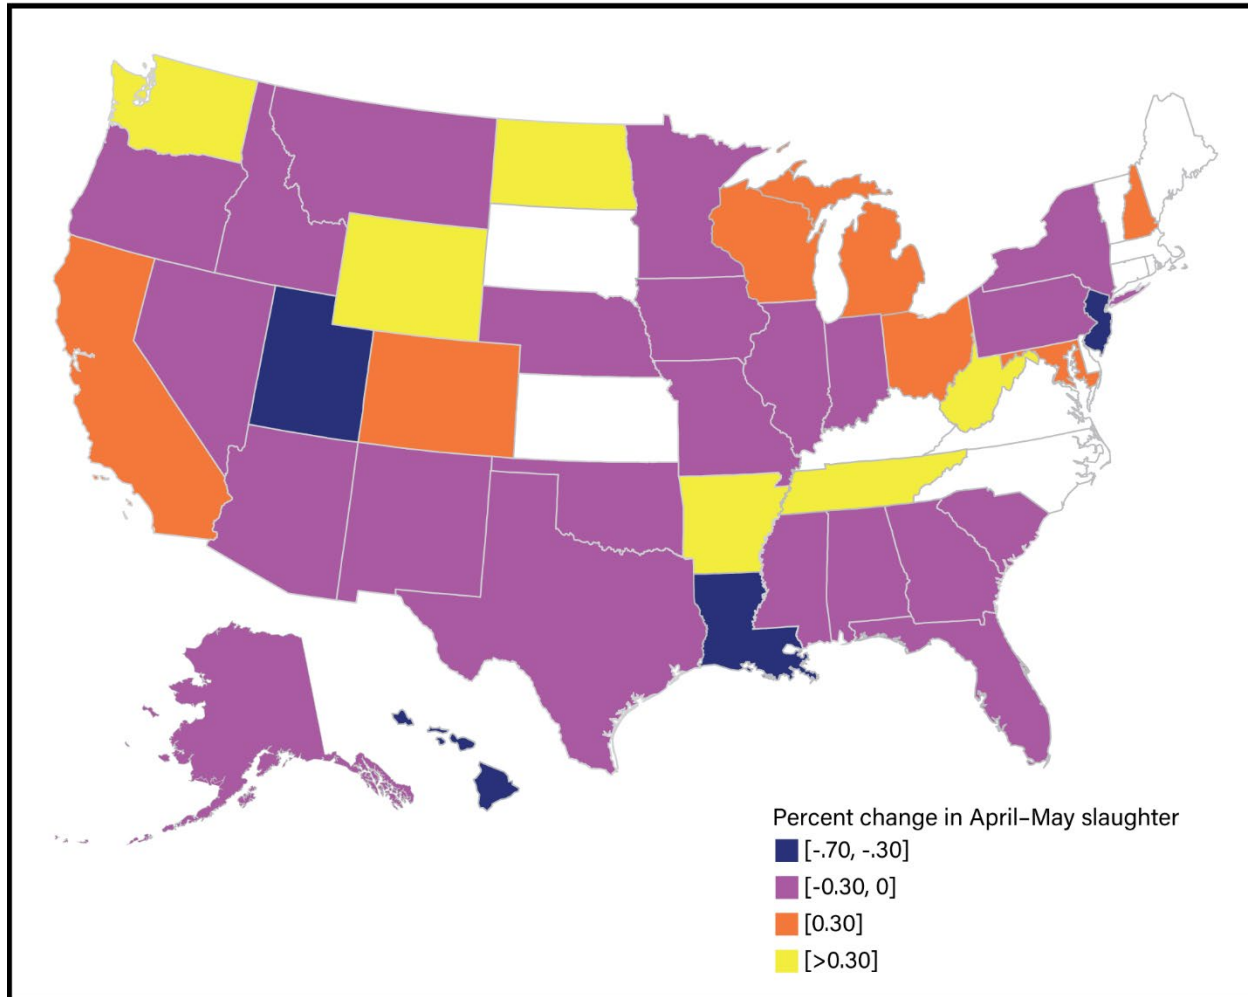 Percent change in April–May slaughter
[-.70, -.30]
[-0.30, 0]
[0.30]
[>0.30]